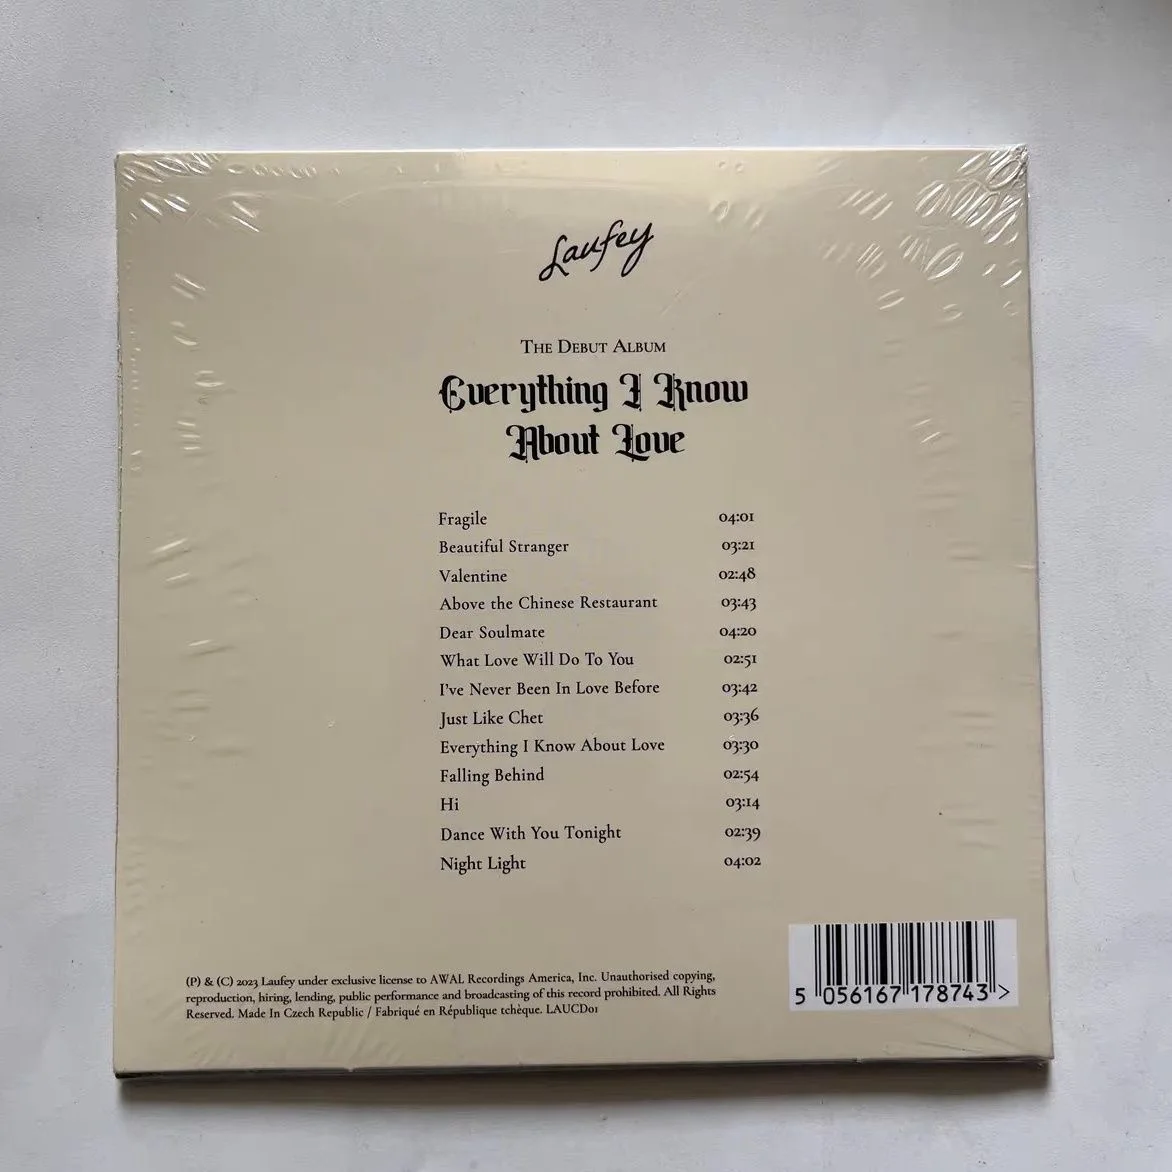 Laufey
THE DEBUT ALBUM
Everything I Know
About Love
Fragile 04:01
Beautiful Stranger 03:21
Valentine 02:48
Above the Chinese Restaurant 03:43
Dear Soulmate 04:20
What Love Will Do To You 02:51
I've Never Been In Love Before 03:42
Just Like Chet 03:36
Everything I Know About Love 03:30
Falling Behind 02:54
Hi 03:14
Dance With You Tonight 02:39
Night Light 04:02
(P) & (C) 2023 Laufey under exclusive license to AWAL Recordings America, Inc. Unauthorised copying,
reproduction, hiring, lending, public performance and broadcasting of this record prohibited. All Rights
Reserved. Made In Czech Republic / Fabriqué en République tchèque. LAUCD01
5 056167 178743 >